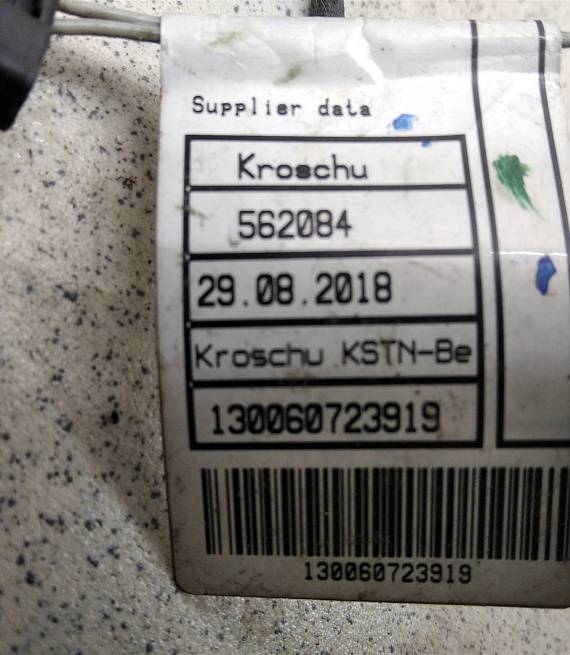 Supplier data
Kroschu
562084
29.08.2018
Kroschu KSTN-Be
130060723919
130060723919